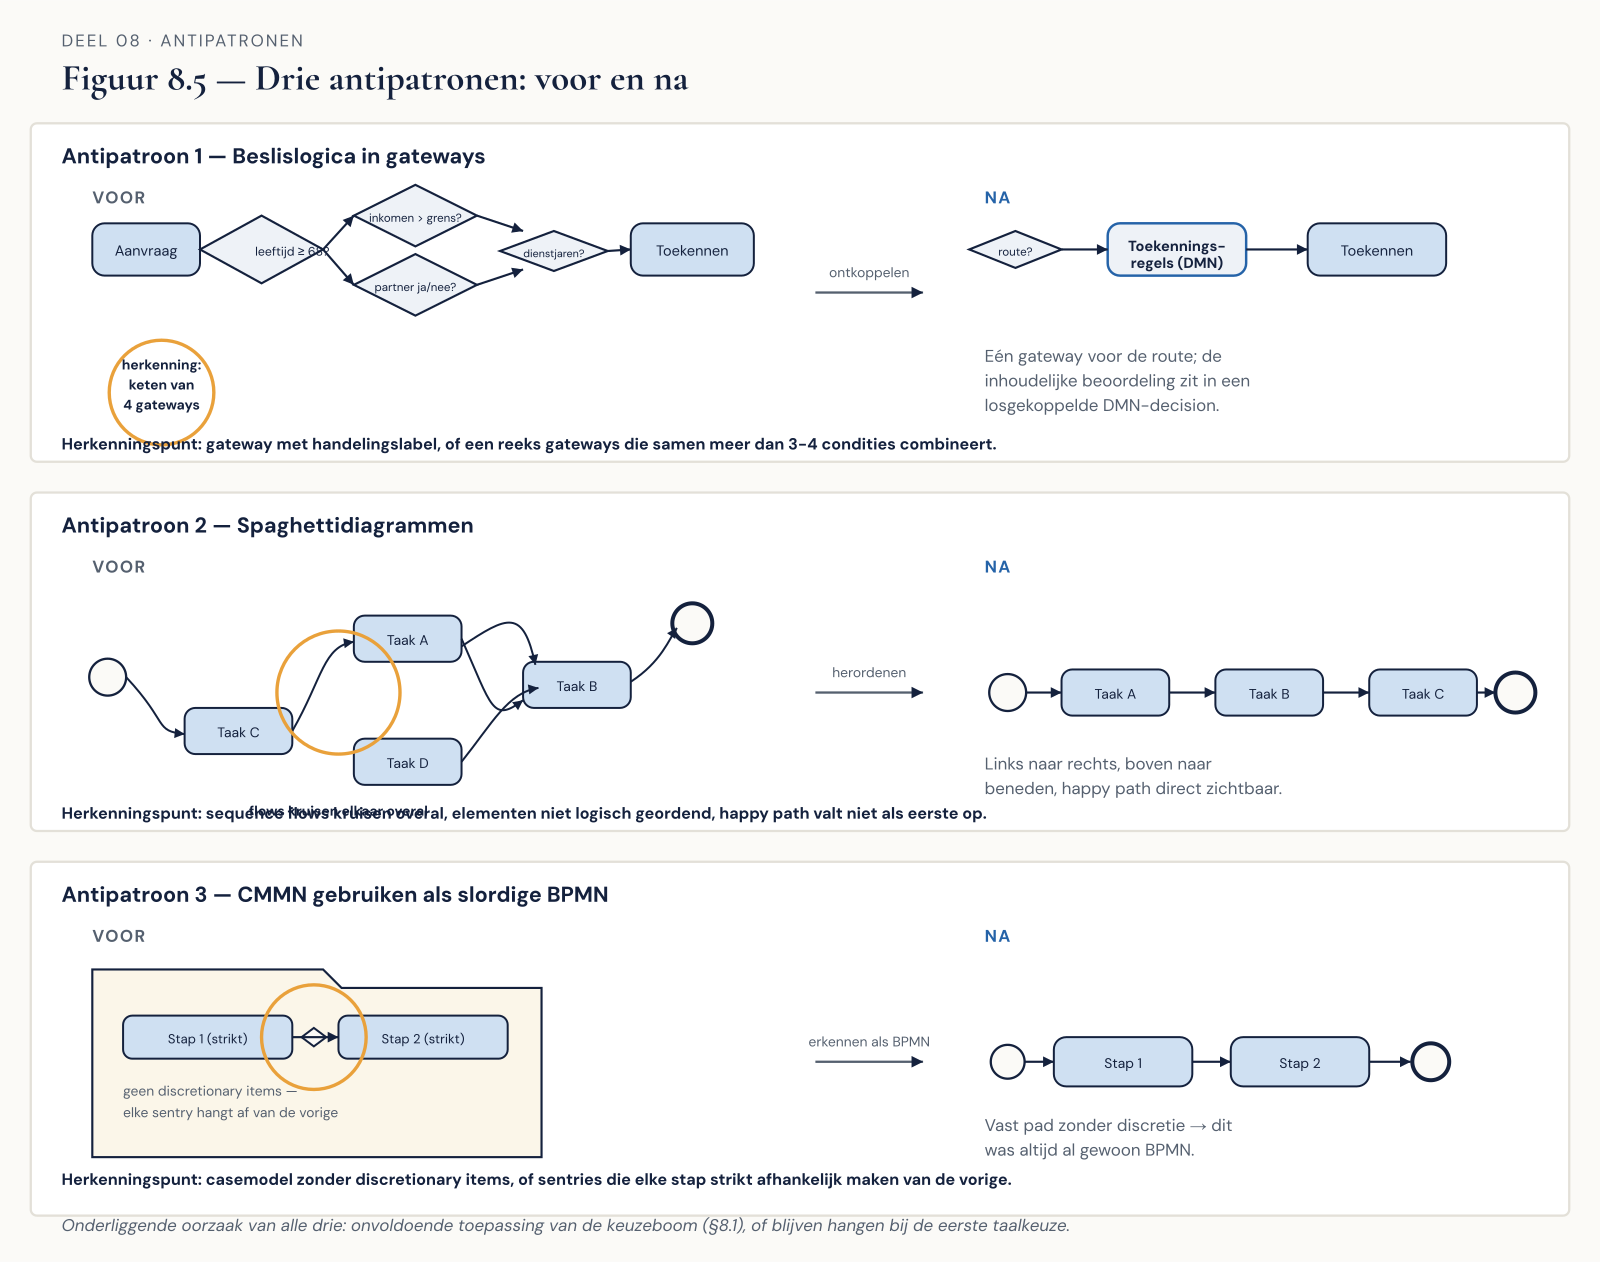 DEEL 08 · ANTIPATRONEN
Figuur 8.5 — Drie antipatronen: voor en na
Antipatroon 1 — Beslislogica in gateways
VOOR
NA
Aanvraag
leeftijd ≥ 65?
inkomen > grens?
partner ja/nee?
dienstjaren?
Toekennen
ontkoppelen
route?
Toekennings-
regels (DMN)
Toekennen
herkenning:
keten van
4 gateways
Eén gateway voor de route; de
inhoudelijke beoordeling zit in een
losgekoppelde DMN-decision.
Herkenningspunt: gateway met handelingslabel, of een reeks gateways die samen meer dan 3-4 condities combineert.
Antipatroon 2 — Spaghettidiagrammen
VOOR
NA
Taak A
Taak B
Taak C
Taak D
herordenen
Taak A
Taak B
Taak C
Links naar rechts, boven naar
beneden, happy path direct zichtbaar.
flows kruisen elkaar overal
Herkenningspunt: sequence flows kruisen overal, elementen niet logisch geordend, happy path valt niet als eerste op.
Antipatroon 3 — CMMN gebruiken als slordige BPMN
VOOR
NA
Stap 1 (strikt)
Stap 2 (strikt)
geen discretionary items —
elke sentry hangt af van de vorige
erkennen als BPMN
Stap 1
Stap 2
Vast pad zonder discretie → dit
was altijd al gewoon BPMN.
Herkenningspunt: casemodel zonder discretionary items, of sentries die elke stap strikt afhankelijk maken van de vorige.
Onderliggende oorzaak van alle drie: onvoldoende toepassing van de keuzeboom (§8.1), of blijven hangen bij de eerste taalkeuze.